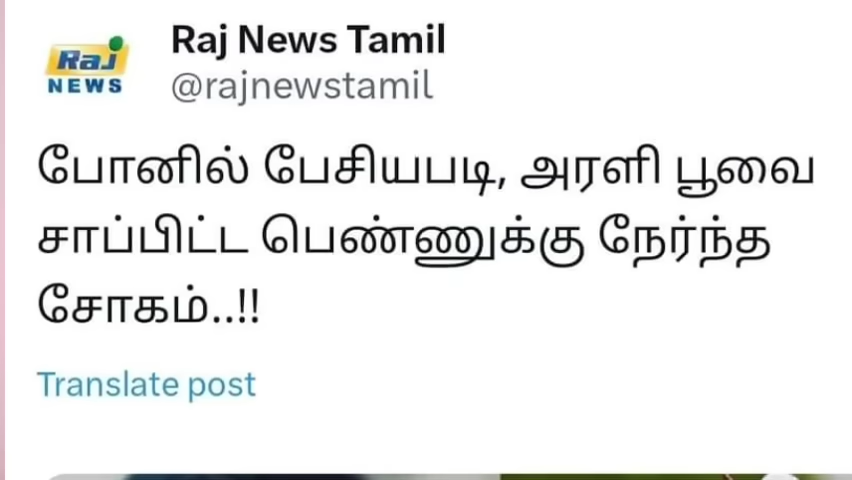 Raj
NEWS
Raj News Tamil
@rajnewstamil
போனில் பேசியபடி, அரளி பூவை
சாப்பிட்ட பெண்ணுக்கு நேர்ந்த
சோகம்..!!
Translate post